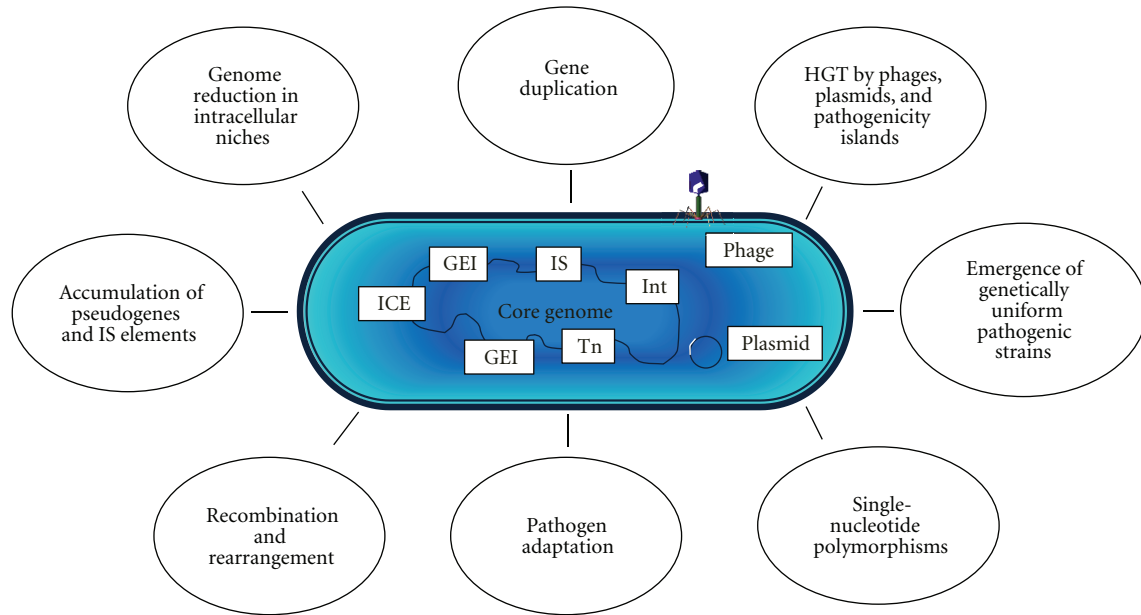 Genome
reduction in
intracellular
niches
Gene
duplication
HGT by phages,
plasmids, and
pathogenicity
islands
Accumulation of
pseudogenes
and IS elements
GEI
IS
Int
Phage
ICE
Core genome
GEI
Tn
Plasmid
Emergence of
genetically
uniform
pathogenic
strains
Recombination
and
rearrangement
Pathogen
adaptation
Single-
nucleotide
polymorphisms